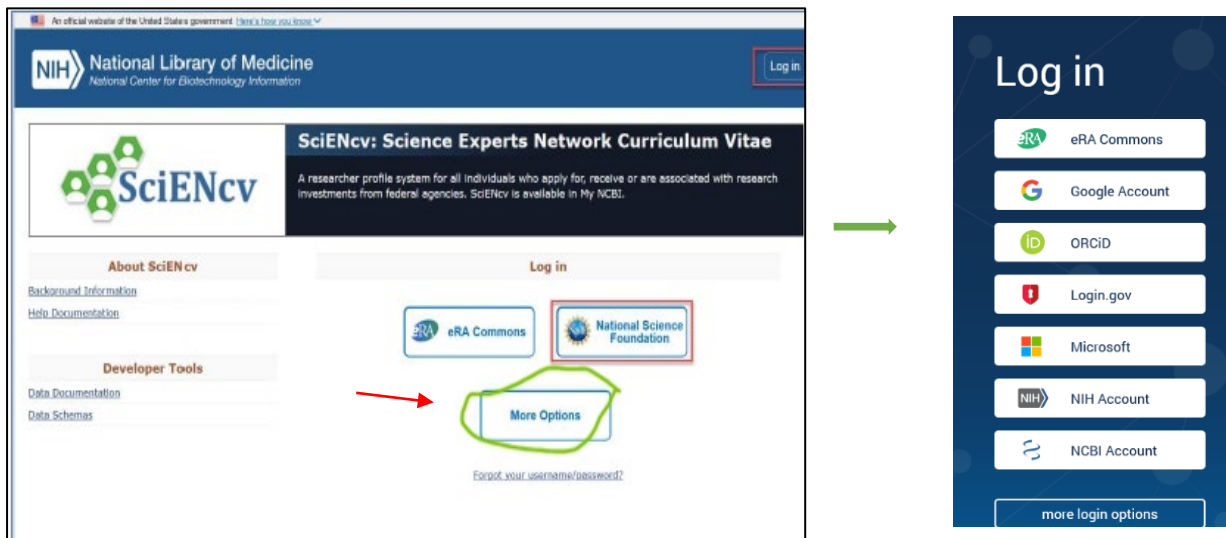 An official website of the United States government Here's how you know
NIH National Library of Medicine
National Center for Biotechnology Information
Log in
SciENcv
SciENcv: Science Experts Network Curriculum Vitae
A researcher profile system for all individuals who apply for, receive or are associated with research
investments from federal agencies. SciENcv is available in My NCBI.
About SciENcv
Background Information
Help Documentation
Developer Tools
Data Documentation
Data Schemas
Log in
eRA eRA Commons
National Science
Foundation
More Options
Forgot your username/password?
Log in
eRA eRA Commons
G Google Account
iD ORCiD
Login.gov
Microsoft
NIH NIH Account
NCBI Account
more login options